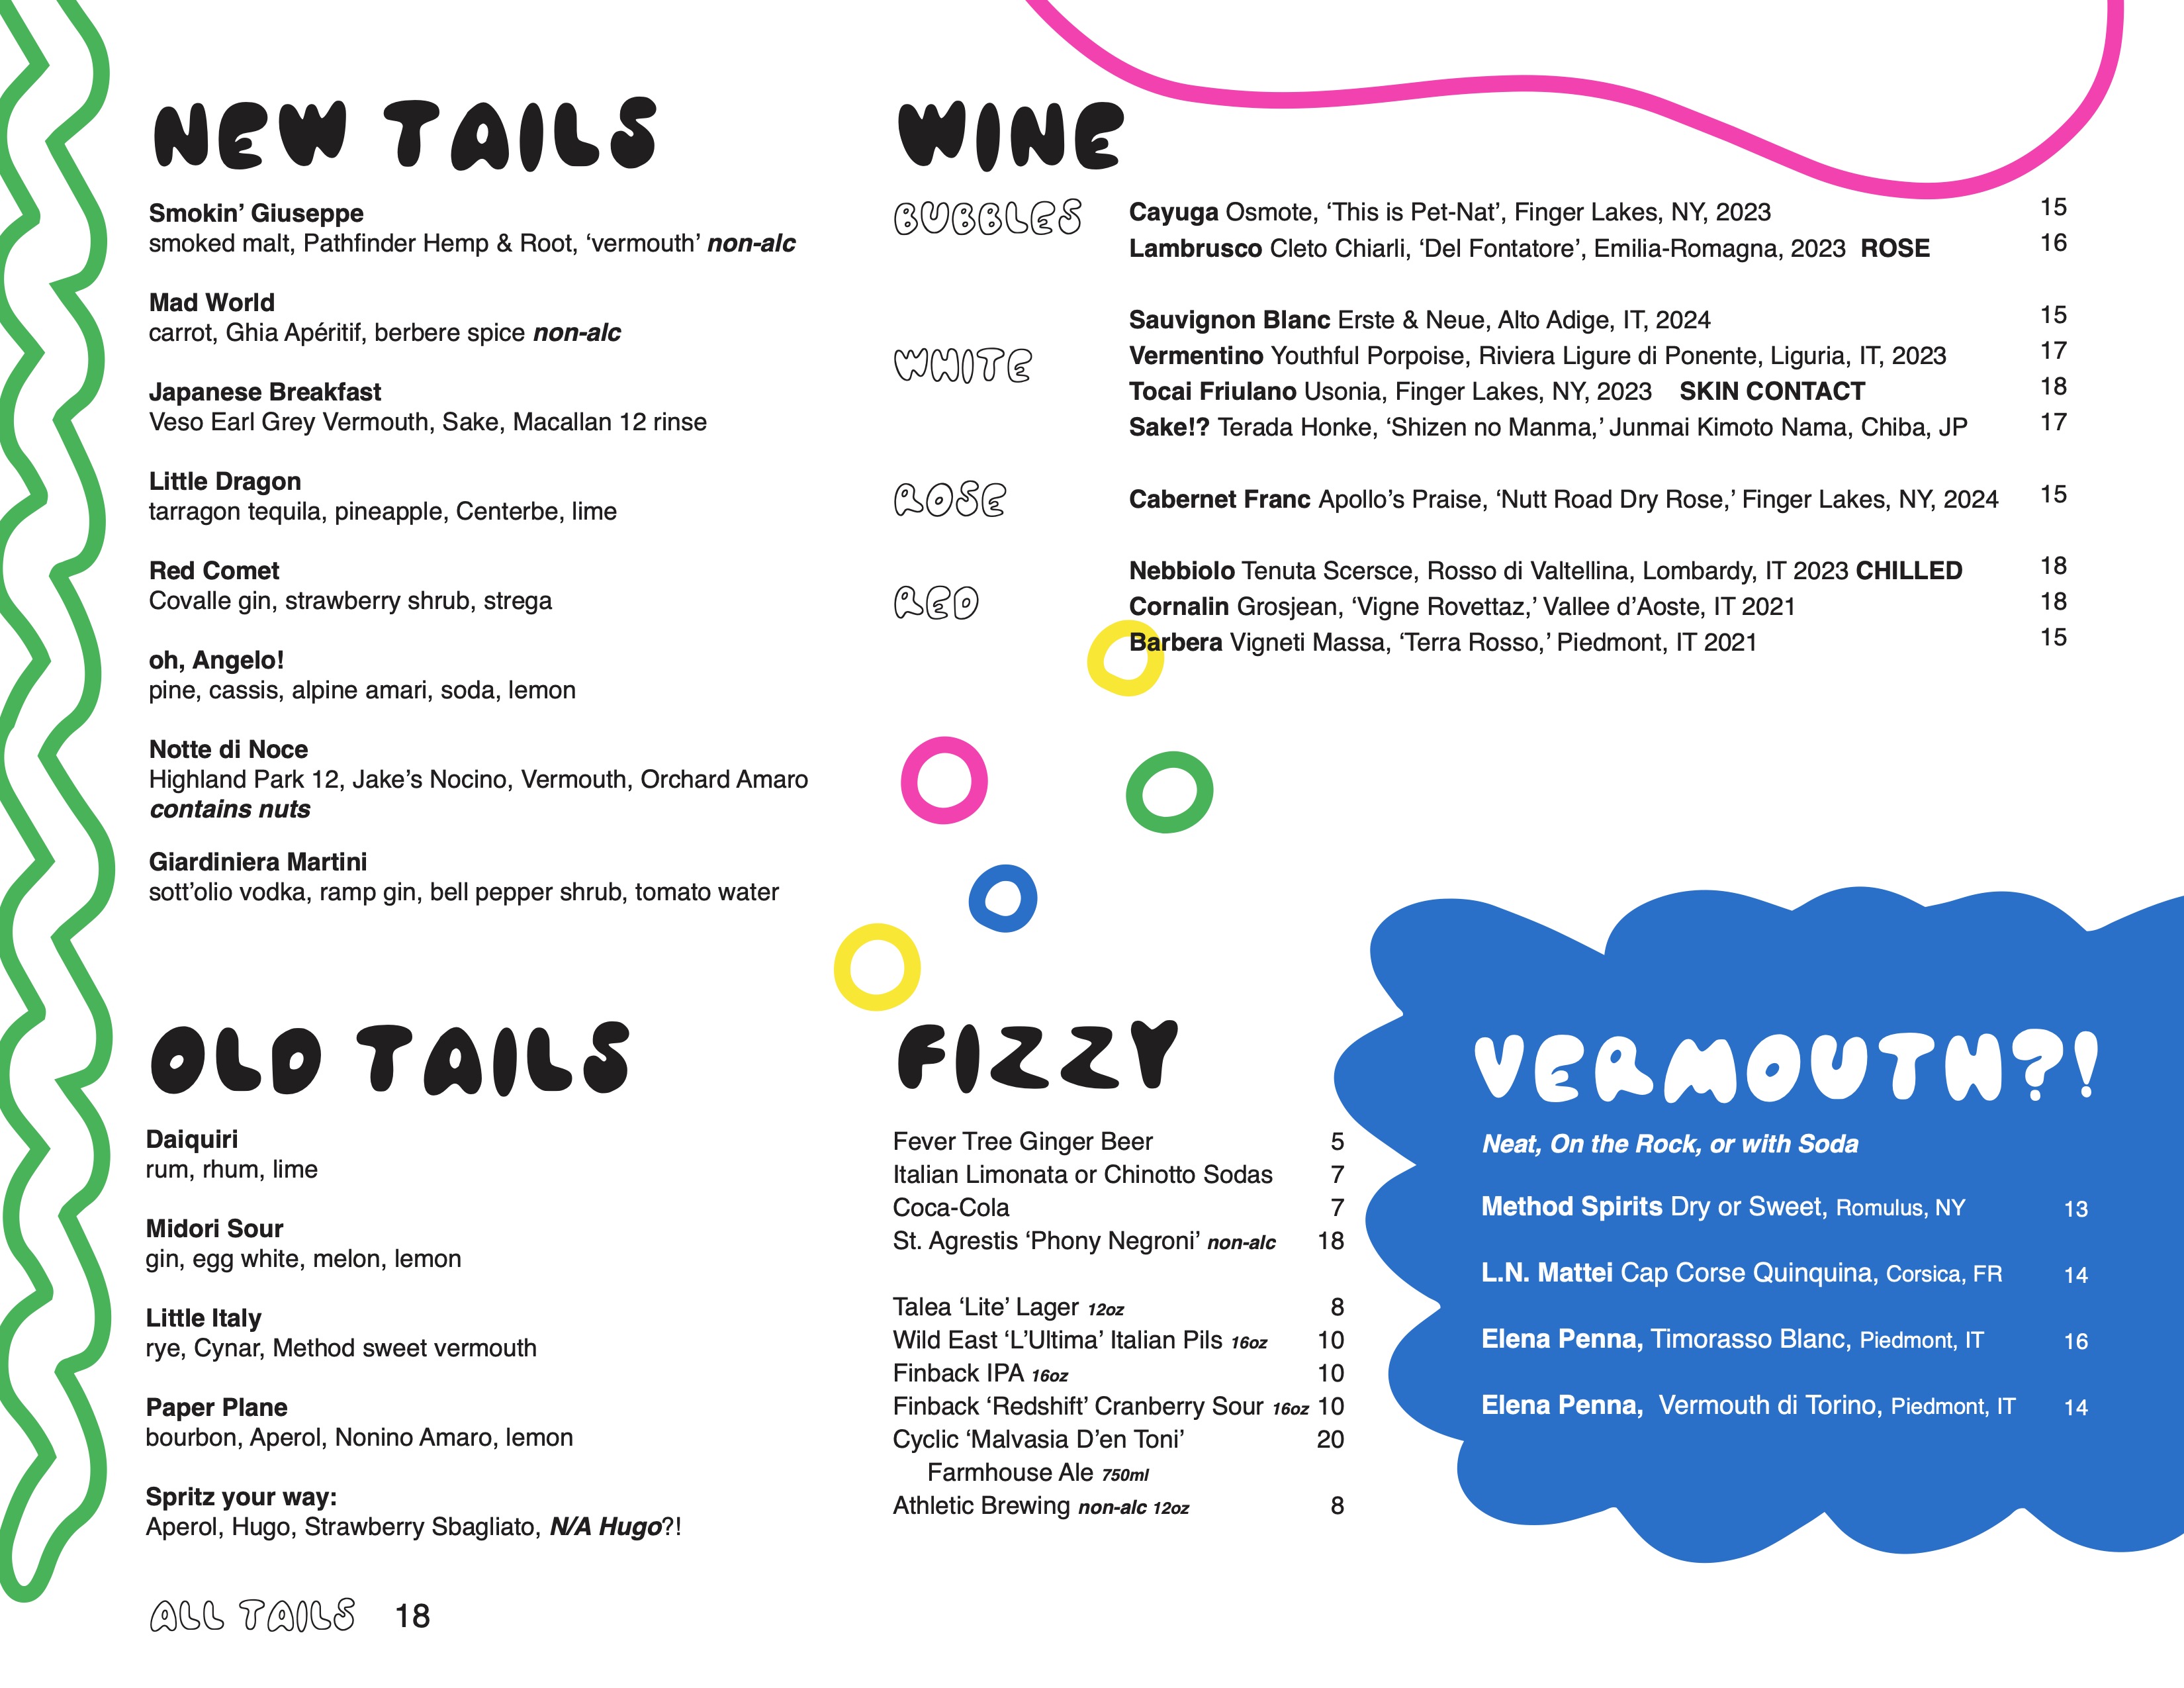 NEW TAILS
Smokin’ Giuseppe
smoked malt, Pathfinder Hemp & Root, ‘vermouth’ non-alc
Mad World
carrot, Ghia Apéritif, berbere spice non-alc
Japanese Breakfast
Veso Earl Grey Vermouth, Sake, Macallan 12 rinse
Little Dragon
tarragon tequila, pineapple, Centerbe, lime
Red Comet
Covalle gin, strawberry shrub, strega
oh, Angelo!
pine, cassis, alpine amari, soda, lemon
Notte di Noce
Highland Park 12, Jake’s Nocino, Vermouth, Orchard Amaro
contains nuts
Giardiniera Martini
sott’olio vodka, ramp gin, bell pepper shrub, tomato water
OLD TAILS
Daiquiri
rum, rhum, lime
Midori Sour
gin, egg white, melon, lemon
Little Italy
rye, Cynar, Method sweet vermouth
Paper Plane
bourbon, Aperol, Nonino Amaro, lemon
Spritz your way:
Aperol, Hugo, Strawberry Sbagliato, N/A Hugo?!
ALL TAILS 18
WINE
BUBBLES
Cayuga Osmote, ‘This is Pet-Nat’, Finger Lakes, NY, 2023 15
Lambrusco Cleto Chiarli, ‘Del Fontatore’, Emilia-Romagna, 2023 ROSE 16
WHITE
Sauvignon Blanc Erste & Neue, Alto Adige, IT, 2024 15
Vermentino Youthful Porpoise, Riviera Ligure di Ponente, Liguria, IT, 2023 17
Tocai Friulano Usonia, Finger Lakes, NY, 2023 SKIN CONTACT 18
Sake!? Terada Honke, ‘Shizen no Manma,’ Junmai Kimoto Nama, Chiba, JP 17
ROSE
Cabernet Franc Apollo’s Praise, ‘Nutt Road Dry Rose,’ Finger Lakes, NY, 2024 15
RED
Nebbiolo Tenuta Scersce, Rosso di Valtellina, Lombardy, IT 2023 CHILLED 18
Cornalin Grosjean, ‘Vigne Rovettaz,’ Vallee d’Aoste, IT 2021 18
Barbera Vigneti Massa, ‘Terra Rosso,’ Piedmont, IT 2021 15
FIZZY
Fever Tree Ginger Beer 5
Italian Limonata or Chinotto Sodas 7
Coca-Cola 7
St. Agrestis ‘Phony Negroni’ non-alc 18
Talea ‘Lite’ Lager 12oz 8
Wild East ‘L’Ultima’ Italian Pils 16oz 10
Finback IPA 16oz 10
Finback ‘Redshift’ Cranberry Sour 16oz 10
Cyclic ‘Malvasia D’en Toni’ 20
Farmhouse Ale 750ml
Athletic Brewing non-alc 12oz 8
VERMOUTH?!
Neat, On the Rock, or with Soda
Method Spirits Dry or Sweet, Romulus, NY 13
L.N. Mattei Cap Corse Quinquina, Corsica, FR 14
Elena Penna, Timorasso Blanc, Piedmont, IT 16
Elena Penna, Vermouth di Torino, Piedmont, IT 14